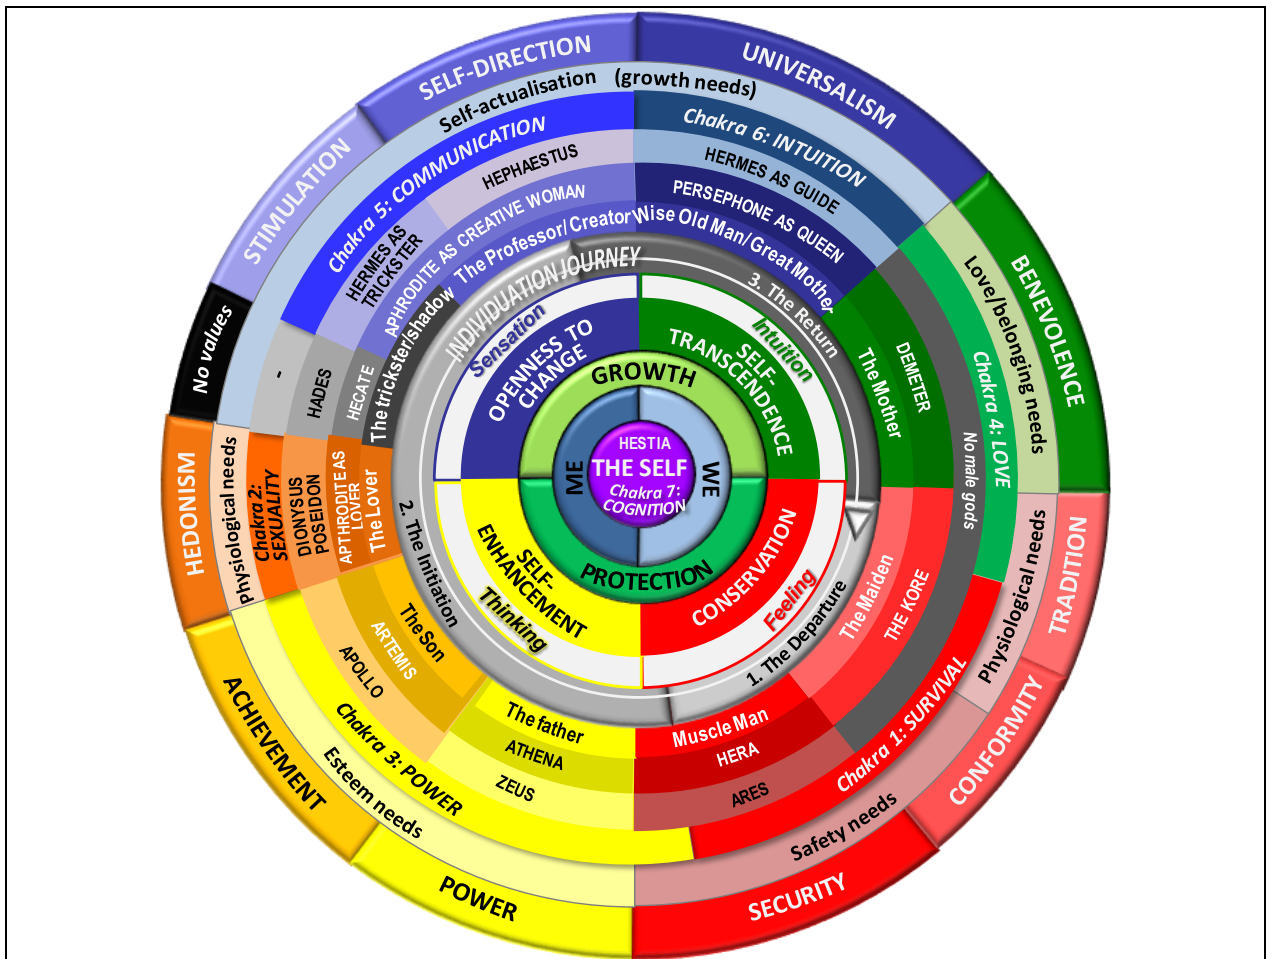 SELF-DIRECTION
UNIVERSALISM
BENEVOLENCE
TRADITION
CONFORMITY
SECURITY
POWER
ACHIEVEMENT
HEDONISM
No values
STIMULATION
Self-actualisation (growth needs)
Love/belonging needs
Physiological needs
Safety needs
Esteem needs
Physiological needs
Chakra 5: COMMUNICATION
Chakra 6: INTUITION
Chakra 4: LOVE
Chakra 1: SURVIVAL
Chakra 3: POWER
Chakra 2:
SEXUALITY
-
HEPHAESTUS
HERMES AS GUIDE
No male gods
ARES
ZEUS
APOLLO
DIONYSUS
POSEIDON
HADES
HERMES AS
TRICKSTER
APHRODITE AS CREATIVE WOMAN
PERSEPHONE AS QUEEN
DEMETER
THE KORE
HERA
ATHENA
ARTEMIS
APTHRODITE AS
LOVER
HECATE
The Professor/ Creator
Wise Old Man/ Great Mother
The Mother
The Maiden
Muscle Man
The father
The Son
The Lover
The trickster/shadow
INDIVIDUATION JOURNEY
3. The Return
1. The Departure
2. The Initiation
Sensation
Intuition
Feeling
Thinking
OPENNESS TO
CHANGE
SELF-
TRANSCENDENCE
CONSERVATION
SELF-
ENHANCEMENT
GROWTH
PROTECTION
ME
WE
HESTIA
THE SELF
Chakra 7:
COGNITION